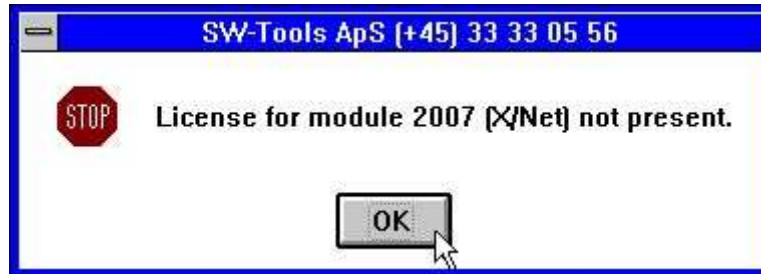 SW-Tools ApS (+45) 33 33 05 56
STOP
License for module 2007 (X/Net) not present.
OK